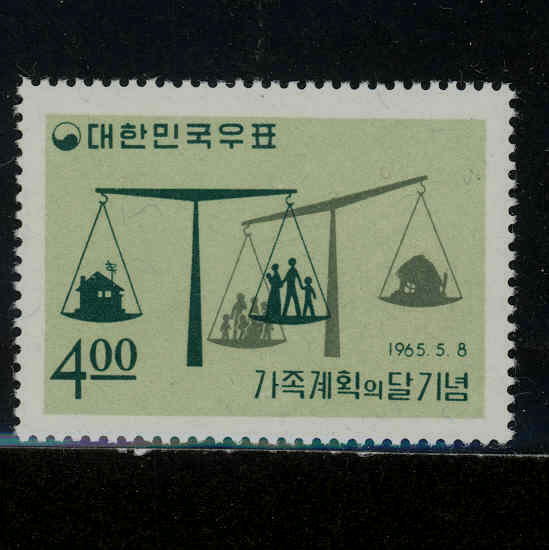 대한민국우표
4.00
1965. 5. 8
가족계획의달기념